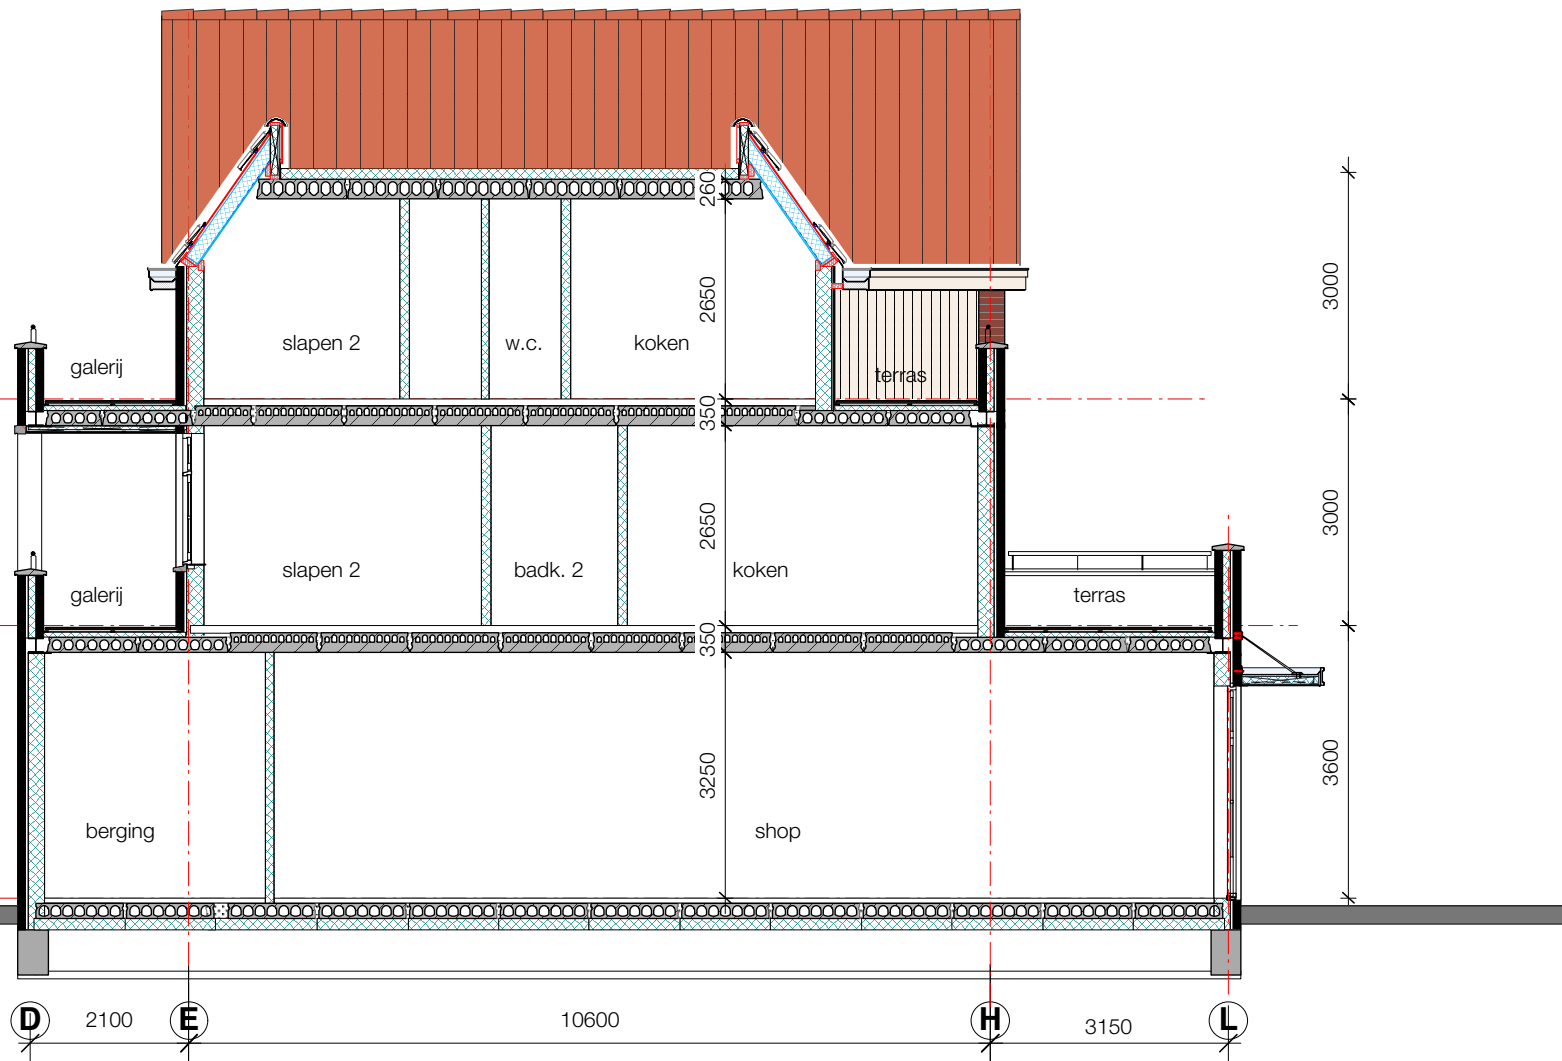 260
2650
3000
slapen 2
w.c.
koken
galerij
terras
350
2650
3000
slapen 2
badk. 2
koken
galerij
terras
350
3250
3600
berging
shop
D
2100
E
10600
H
3150
L